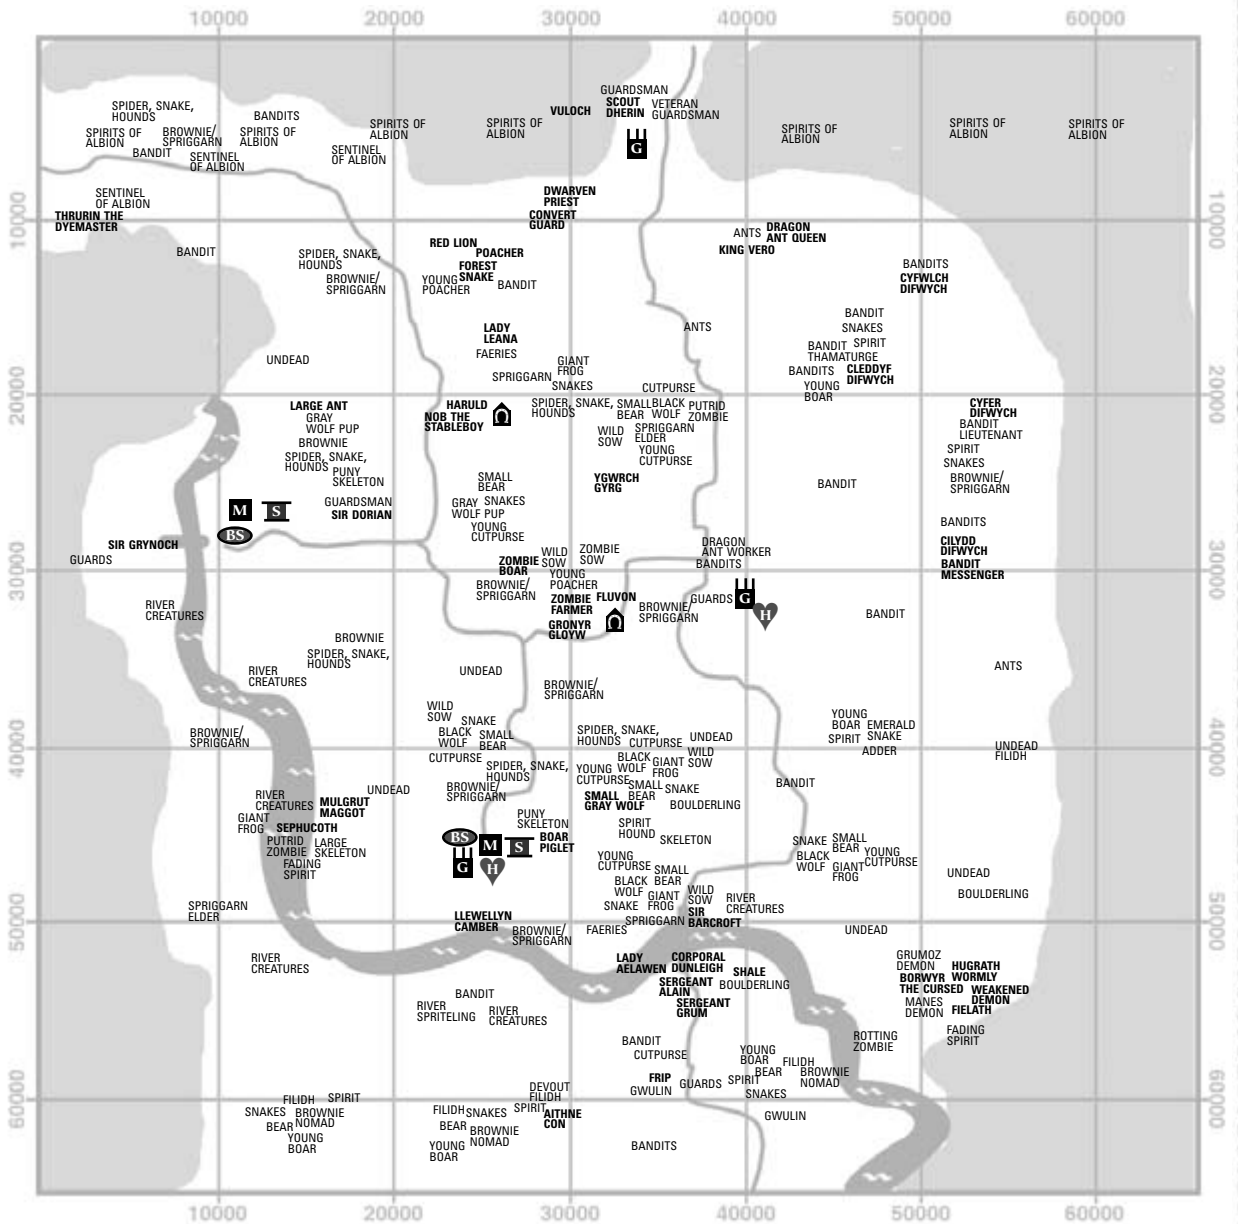 10000 20000 30000 40000 50000 60000
GUARDSMAN
SCOUT
DHERIN
VETERAN
GUARDSMAN
VULOCH
G
SPIDER, SNAKE,
HOUNDS
BANDITS
SPIRITS OF
ALBION
BROWNIE/
SPRIGGARN
SPIRITS OF
ALBION
SPIRITS OF
ALBION
SPIRITS OF
ALBION
SPIRITS OF
ALBION
SPIRITS OF
ALBION
SPIRITS OF
ALBION
BANDIT
SENTINEL
OF ALBION
SENTINEL
OF ALBION
SENTINEL
OF ALBION
DWARVEN
PRIEST
CONVERT
GUARD
10000
THRURIN THE
DYEMASTER
10000
ANTS
DRAGON
ANT QUEEN
KING VERO
BANDIT
SPIDER, SNAKE,
HOUNDS
BROWNIE/
SPRIGGARN
RED LION
POACHER
FOREST
SNAKE
YOUNG
POACHER
BANDIT
BANDITS
CYFWLCH
DIFWYCH
BANDIT
SNAKES
BANDIT
SPIRIT
THAMATURGE
BANDITS
CLEDDYF
DIFWYCH
YOUNG
BOAR
ANTS
LADY
LEANA
FAERIES
UNDEAD
SPRIGGARN
GIANT
FROG
SNAKES
CUTPURSE
20000
20000
LARGE ANT
GRAY
WOLF PUP
BROWNIE
SPIDER, SNAKE,
HOUNDS
PUNY
SKELETON
HARULD
NOB THE
STABLEBOY
SPIDER, SNAKE,
HOUNDS
SMALL
BEAR
BLACK
WOLF
PUTRID
ZOMBIE
WILD
SOW
SPRIGGARN
ELDER
YOUNG
CUTPURSE
YGWRCH
GYRG
CYFER
DIFWYCH
BANDIT
LIEUTENANT
SPIRIT
SNAKES
BROWNIE/
SPRIGGARN
BANDIT
M
S
BS
GUARDSMAN
SIR DORIAN
SMALL
BEAR
GRAY
WOLF PUP
SNAKES
YOUNG
CUTPURSE
SIR GRYNOCH
GUARDS
BANDITS
CILYDD
DIFWYCH
BANDIT
MESSENGER
DRAGON
ANT WORKER
BANDITS
ZOMBIE
BOAR
WILD
SOW
ZOMBIE
SOW
YOUNG
POACHER
30000
30000
BROWNIE/
SPRIGGARN
ZOMBIE
FARMER
FLUVON
GRONYR
GLOYW
BROWNIE/
SPRIGGARN
GUARDS
G
H
BANDIT
RIVER
CREATURES
BROWNIE
SPIDER, SNAKE,
HOUNDS
RIVER
CREATURES
UNDEAD
BROWNIE/
SPRIGGARN
ANTS
BROWNIE/
SPRIGGARN
WILD
SOW
SNAKE
BLACK
WOLF
SMALL
BEAR
CUTPURSE
SPIDER, SNAKE,
HOUNDS
CUTPURSE
UNDEAD
YOUNG
BOAR
EMERALD
SNAKE
SPIRIT
ADDER
UNDEAD
FILIDH
40000
40000
SPIDER, SNAKE,
HOUNDS
BROWNIE/
SPRIGGARN
YOUNG
CUTPURSE
BLACK
WOLF
GIANT
FROG
WILD
SOW
SMALL
BEAR
SNAKE
SMALL
GRAY WOLF
BOULDERLING
BANDIT
UNDEAD
RIVER
CREATURES
MULGRUT
MAGGOT
GIANT
FROG
SEPHUCOTH
PUTRID
ZOMBIE
LARGE
SKELETON
FADING
SPIRIT
PUNY
SKELETON
BOAR
PIGLET
BS
M
S
G
H
SPIRIT
HOUND
SKELETON
YOUNG
CUTPURSE
SMALL
BEAR
BLACK
WOLF
GIANT
FROG
SNAKE
WILD
SOW
RIVER
CREATURES
SIR
BARCROFT
SPRIGGARN
SNAKE
SMALL
BEAR
YOUNG
CUTPURSE
BLACK
WOLF
GIANT
FROG
UNDEAD
BOULDERLING
SPRIGGARN
ELDER
50000
50000
LLEWELLYN
CAMBER
BROWNIE/
SPRIGGARN
FAERIES
UNDEAD
RIVER
CREATURES
LADY
AELAWEN
CORPORAL
DUNLEIGH
SERGEANT
ALAIN
SHALE
BOULDERLING
SERGEANT
GRUM
GRUMOZ
DEMON
HUGRATH
WORMLY
BORWYR
THE CURSED
WEAKENED
DEMON
MANES
DEMON
FIELATH
FADING
SPIRIT
ROTTING
ZOMBIE
BANDIT
RIVER
SPRITELING
RIVER
CREATURES
BANDIT
CUTPURSE
FRIP
GWULIN
GUARDS
YOUNG
BOAR
FILIDH
BEAR
SPIRIT
BROWNIE
NOMAD
SNAKES
GWULIN
60000
60000
FILIDH
SPIRIT
SNAKES
BROWNIE
NOMAD
BEAR
YOUNG
BOAR
DEVOUT
FILIDH
SPIRIT
FILIDH
SNAKES
AITHNE
CON
BEAR
BROWNIE
NOMAD
YOUNG
BOAR
BANDITS
10000 20000 30000 40000 50000 60000